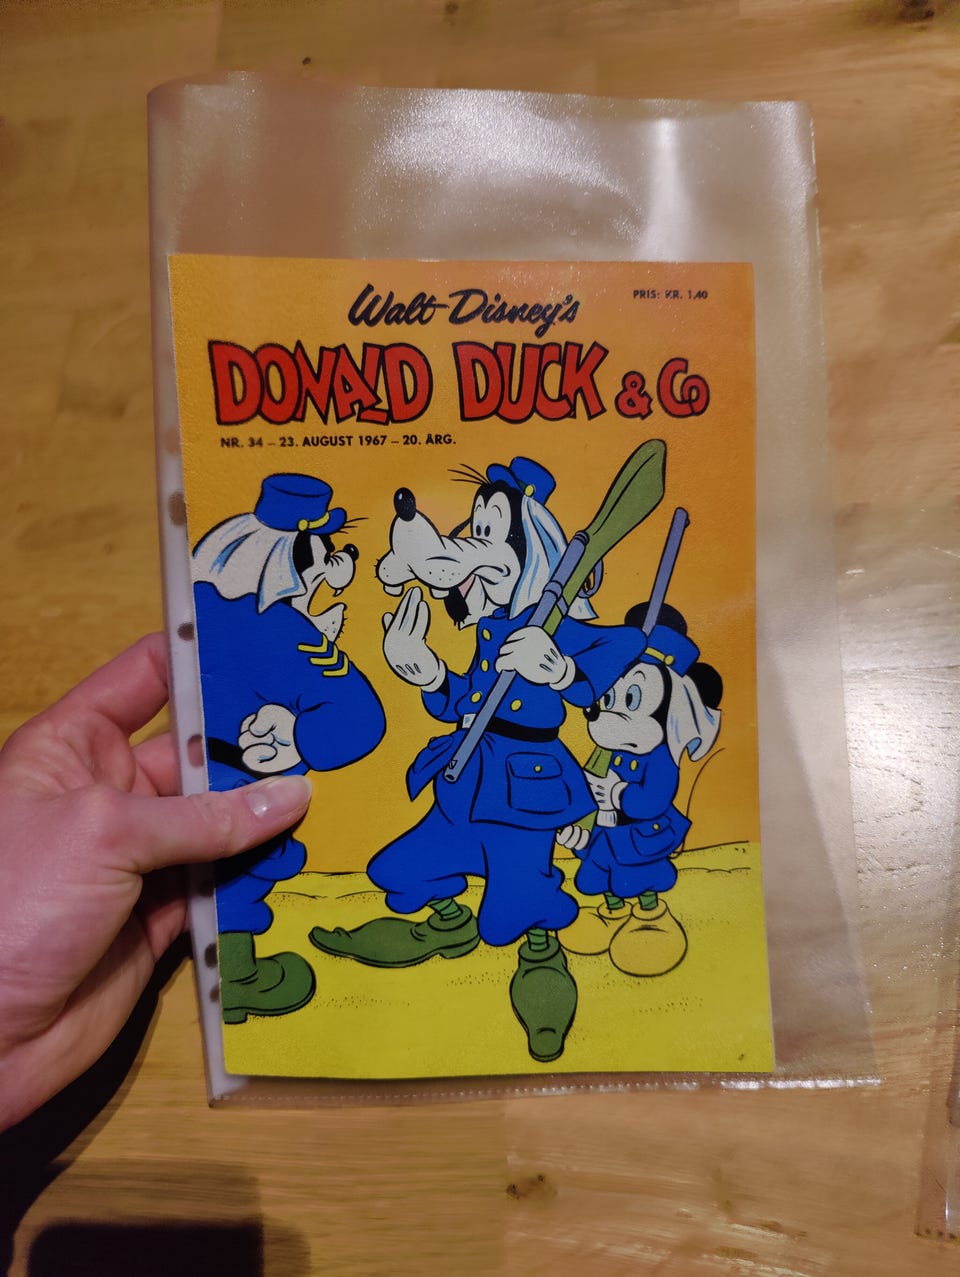 Walt Disney's
PRIS: KR. 1,40
DONALD DUCK & Co
NR. 34 – 23. AUGUST 1967 – 20. ÅRG.